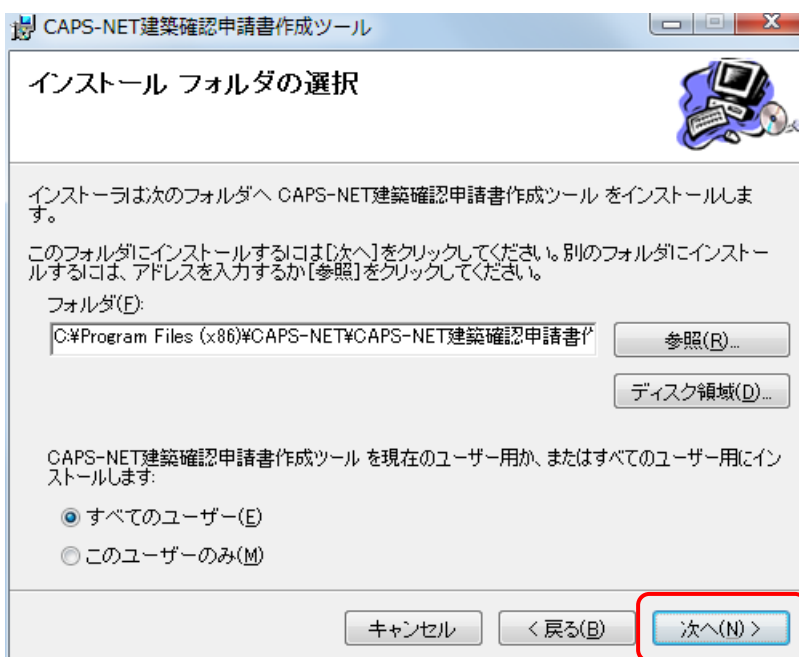 CAPS-NET建築確認申請書作成ツール
インストール フォルダの選択
インストーラは次のフォルダへ CAPS-NET建築確認申請書作成ツール をインストールしま
す。
このフォルダにインストールするには[次へ]をクリックしてください。別のフォルダにインストー
ルするには、アドレスを入力するか[参照]をクリックしてください。
フォルダ(F):
C:¥Program Files (x86)¥CAPS-NET¥CAPS-NET建築確認申請書
参照(R)...
ディスク領域(D)...
CAPS-NET建築確認申請書作成ツール を現在のユーザー用か、またはすべてのユーザー用にイン
ストールします:
すべてのユーザー(E)
このユーザーのみ(M)
キャンセル
< 戻る(B)
次へ(N) >